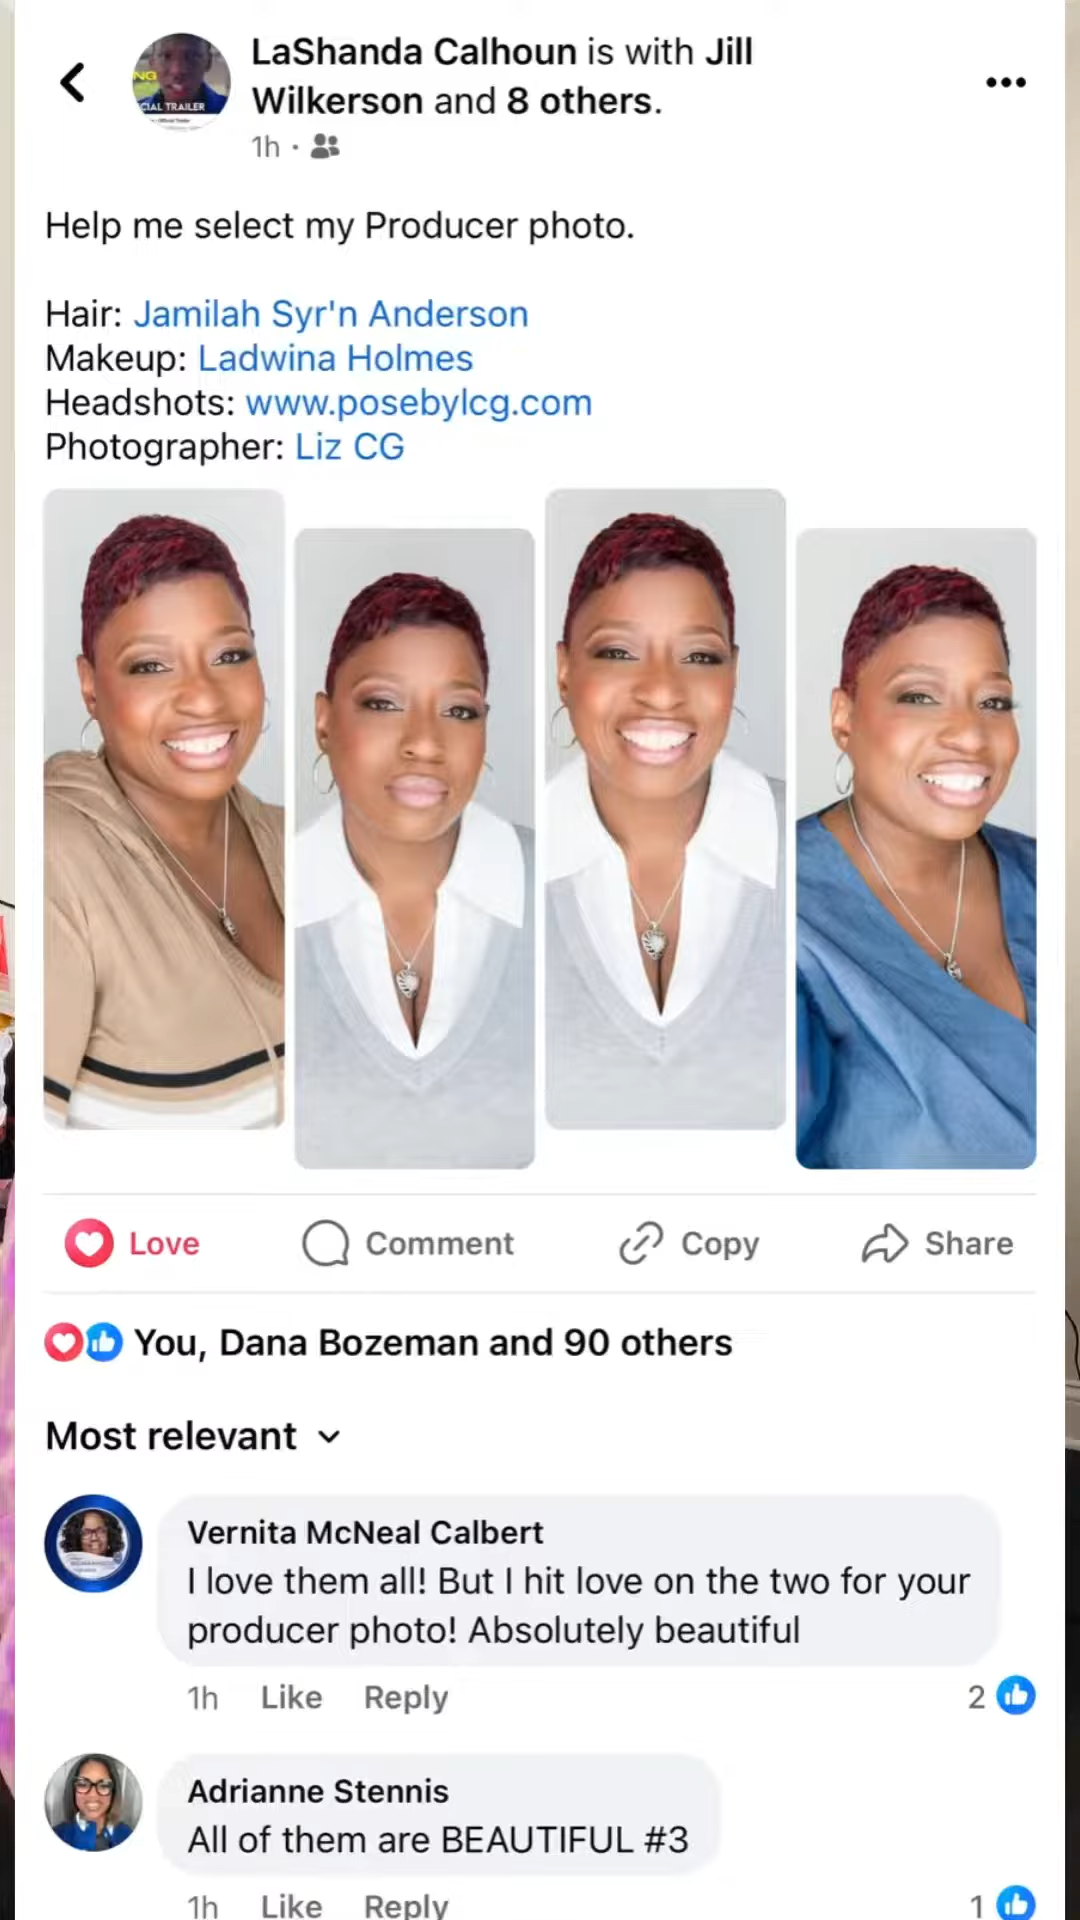 LaShanda Calhoun is with Jill
Wilkerson and 8 others.
1h ·
Help me select my Producer photo.
Hair: Jamilah Syr'n Anderson
Makeup: Ladwina Holmes
Headshots: www.posebylcg.com
Photographer: Liz CG
Love Comment Copy Share
You, Dana Bozeman and 90 others
Most relevant
Vernita McNeal Calbert
I love them all! But I hit love on the two for your
producer photo! Absolutely beautiful
1h Like Reply 2
Adrianne Stennis
All of them are BEAUTIFUL #3
1h Like Reply 1